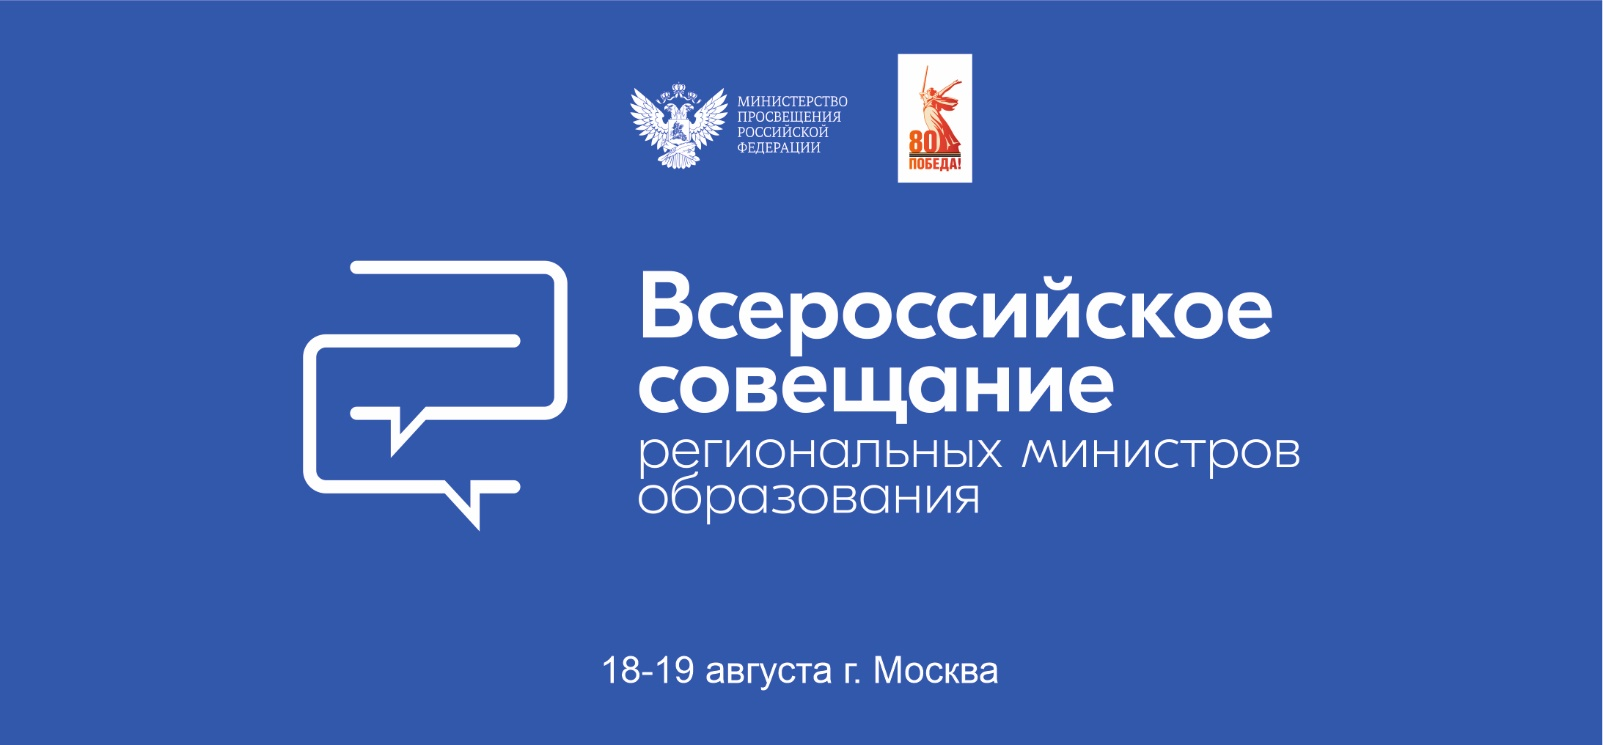 МИНИСТЕРСТВО
ПРОСВЕЩЕНИЯ
РОССИЙСКОЙ
ФЕДЕРАЦИИ
80
ПОБЕДА!
Всероссийское
совещание
региональных министров
образования
18-19 августа г. Москва